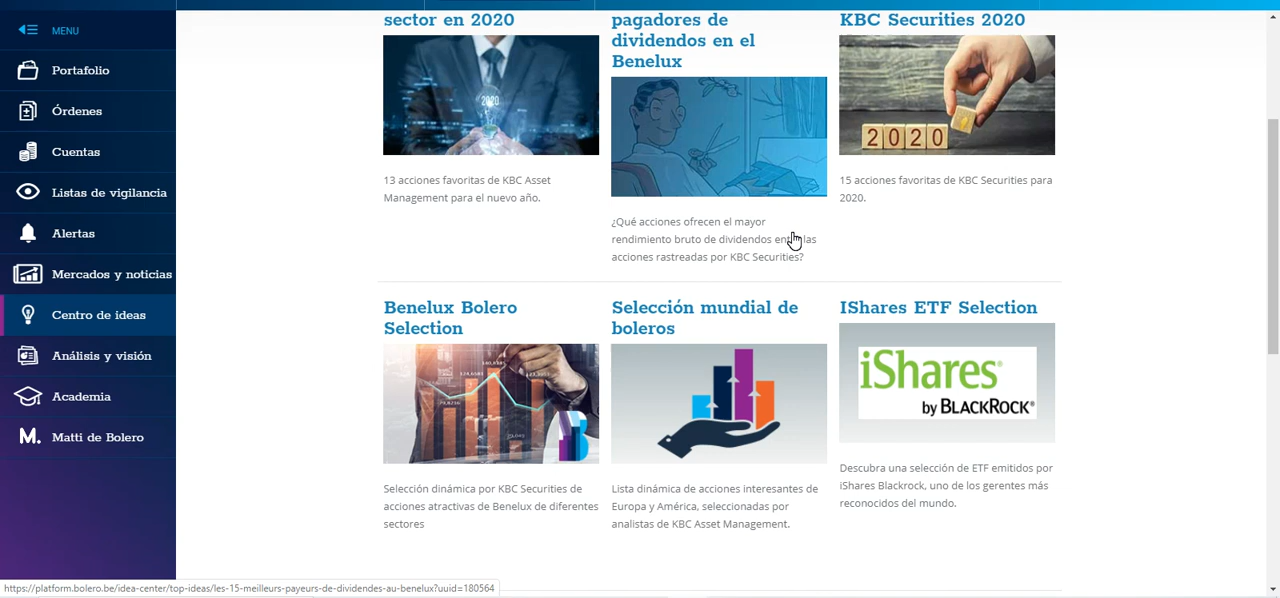 MENU
Portafolio
Órdenes
Cuentas
Listas de vigilancia
Alertas
Mercados y noticias
Centro de ideas
Análisis y visión
Academia
M. Matti de Bolero
sector en 2020
2020
13 acciones favoritas de KBC Asset
Management para el nuevo año.
pagadores de
dividendos en el
Benelux
¿Qué acciones ofrecen el mayor
rendimiento bruto de dividendos entre las
acciones rastreadas por KBC Securities?
KBC Securities 2020
2020
15 acciones favoritas de KBC Securities para
2020.
Benelux Bolero
Selection
Selección dinámica por KBC Securities de
acciones atractivas de Benelux de diferentes
sectores
Selección mundial de
boleros
Lista dinámica de acciones interesantes de
Europa y América, seleccionadas por
analistas de KBC Asset Management.
IShares ETF Selection
iShares®
by BLACKROCK®
Descubra una selección de ETF emitidos por
iShares Blackrock, uno de los gerentes más
reconocidos del mundo.
https://platform.bolero.be/idea-center/top-ideas/les-15-meilleurs-payeurs-de-dividendes-au-benelux?uuid=180564